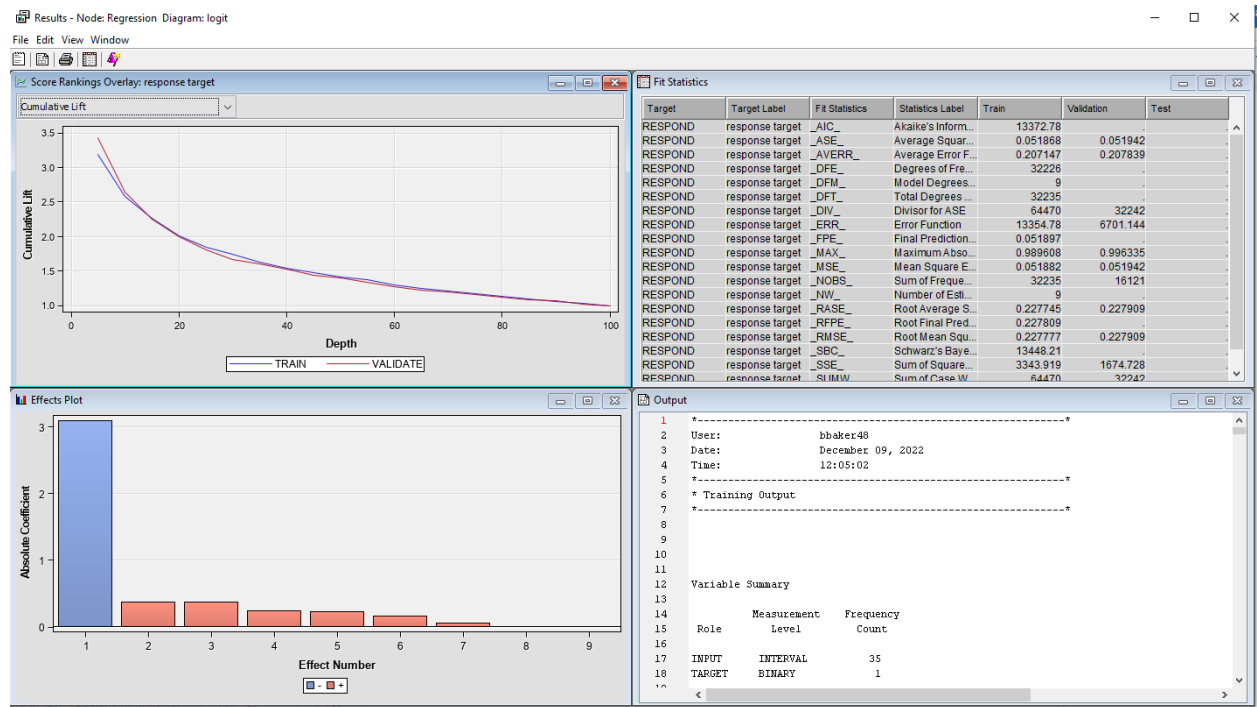 Results - Node: Regression Diagram: logit
File Edit View Window
Score Rankings Overlay: response target
Cumulative Lift
3.5
3.0
2.5
2.0
1.5
1.0
Cumulative Lift
0 20 40 60 80 100
Depth
TRAIN VALIDATE
Fit Statistics
Target Target Label Fit Statistics Statistics Label Train Validation Test
RESPOND response target _AIC_ Akaike's Inform... 13372.78 . .
RESPOND response target _ASE_ Average Squar... 0.051868 0.051942 .
RESPOND response target _AVERR_ Average Error F... 0.207147 0.207839 .
RESPOND response target _DFE_ Degrees of Fre... 32226 . .
RESPOND response target _DFM_ Model Degrees... 9 . .
RESPOND response target _DFT_ Total Degrees ... 32235 . .
RESPOND response target _DIV_ Divisor for ASE 64470 32242 .
RESPOND response target _ERR_ Error Function 13354.78 6701.144 .
RESPOND response target _FPE_ Final Prediction... 0.051897 . .
RESPOND response target _MAX_ Maximum Abso... 0.989608 0.996335 .
RESPOND response target _MSE_ Mean Square E... 0.051882 0.051942 .
RESPOND response target _NOBS_ Sum of Freque... 32235 16121 .
RESPOND response target _NW_ Number of Esti... 9 . .
RESPOND response target _RASE_ Root Average S... 0.227745 0.227909 .
RESPOND response target _RFPE_ Root Final Pred... 0.227809 . .
RESPOND response target _RMSE_ Root Mean Squ... 0.227777 0.227909 .
RESPOND response target _SBC_ Schwarz's Baye... 13448.21 . .
RESPOND response target _SSE_ Sum of Square... 3343.919 1674.728 .
RESPOND response target _SUMW_ Sum of Case W... 64470 32242 .
Effects Plot
3
2
1
0
Absolute Coefficient
1 2 3 4 5 6 7 8 9
Effect Number
- +
Output
1 *------------------------------------------------------------*
2 User: bbaker48
3 Date: December 09, 2022
4 Time: 12:05:02
5 *------------------------------------------------------------*
6 * Training Output
7 *------------------------------------------------------------*
8
9
10
11
12 Variable Summary
13
14 Measurement Frequency
15 Role Level Count
16
17 INPUT INTERVAL 35
18 TARGET BINARY 1
19